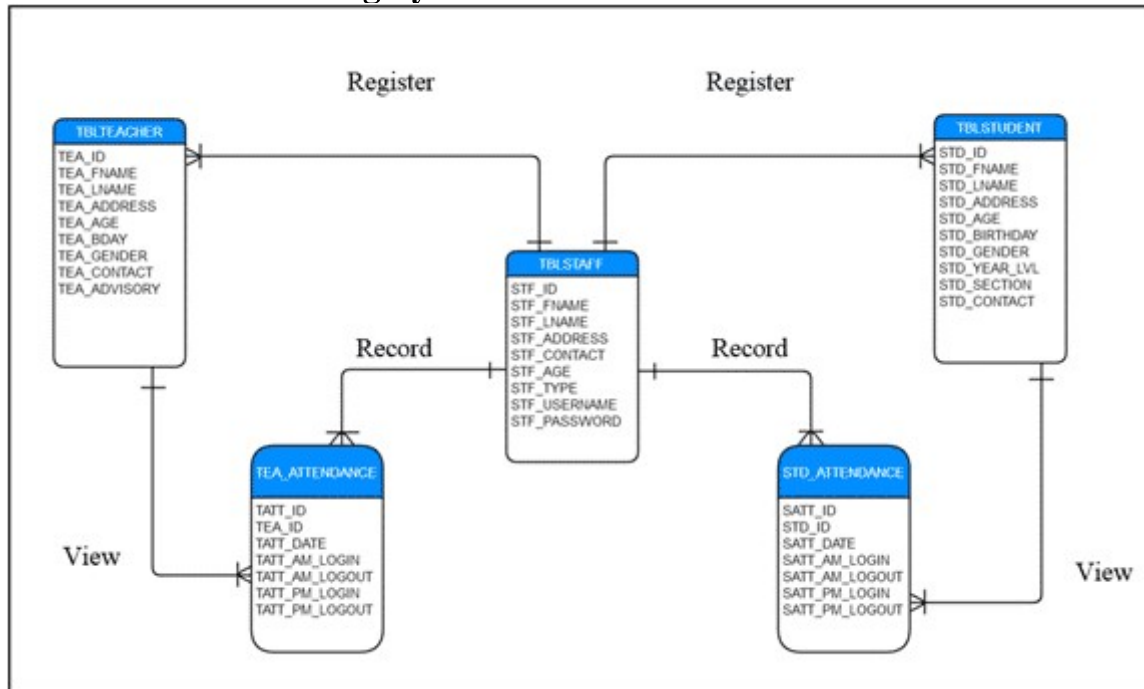 Register
Register
TBLTEACHER
TEA_ID
TEA_FNAME
TEA_LNAME
TEA_ADDRESS
TEA_AGE
TEA_BDAY
TEA_GENDER
TEA_CONTACT
TEA_ADVISORY
TBLSTUDENT
STD_ID
STD_FNAME
STD_LNAME
STD_ADDRESS
STD_AGE
STD_BIRTHDAY
STD_GENDER
STD_YEAR_LVL
STD_SECTION
STD_CONTACT
TBLSTAFF
STF_ID
STF_FNAME
STF_LNAME
STF_ADDRESS
STF_CONTACT
STF_AGE
STF_TYPE
STF_USERNAME
STF_PASSWORD
Record
Record
TEA_ATTENDANCE
TATT_ID
TEA_ID
TATT_DATE
TATT_AM_LOGIN
TATT_AM_LOGOUT
TATT_PM_LOGIN
TATT_PM_LOGOUT
STD_ATTENDANCE
SATT_ID
STD_ID
SATT_DATE
SATT_AM_LOGIN
SATT_AM_LOGOUT
SATT_PM_LOGIN
SATT_PM_LOGOUT
View
View